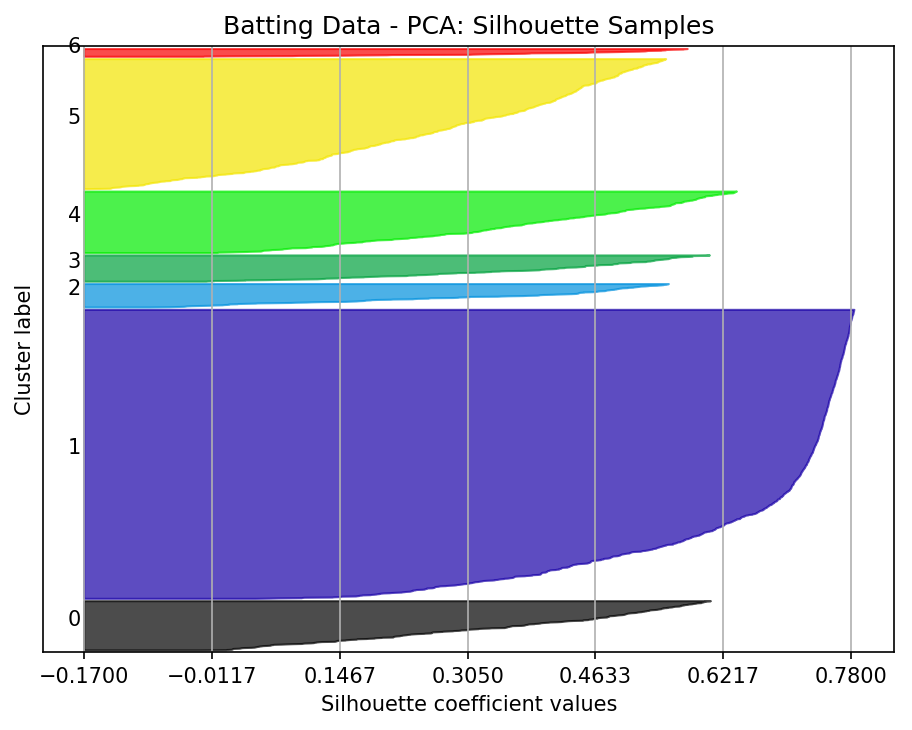 Batting Data - PCA: Silhouette Samples
6
5
4
3
2
1
0
Cluster label
−0.1700 −0.0117 0.1467 0.3050 0.4633 0.6217 0.7800
Silhouette coefficient values